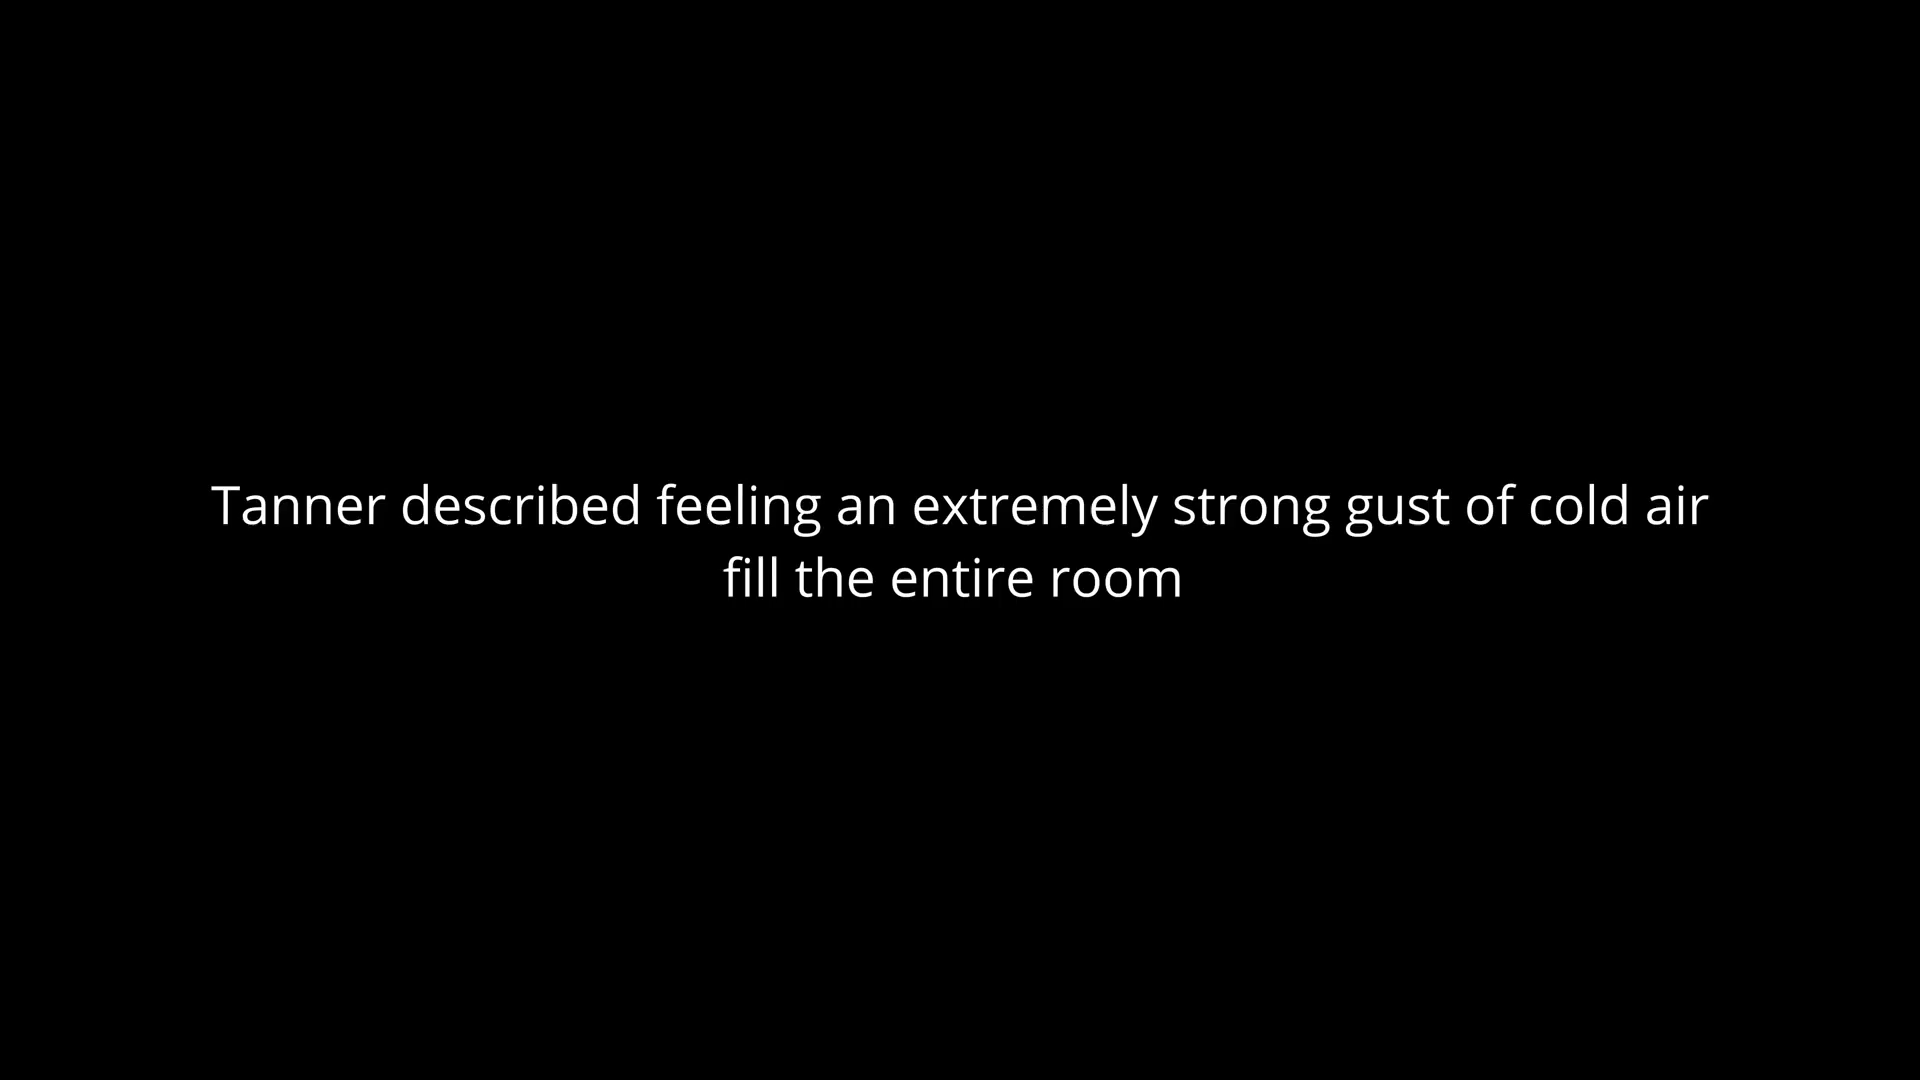 Tanner described feeling an extremely strong gust of cold air
fill the entire room